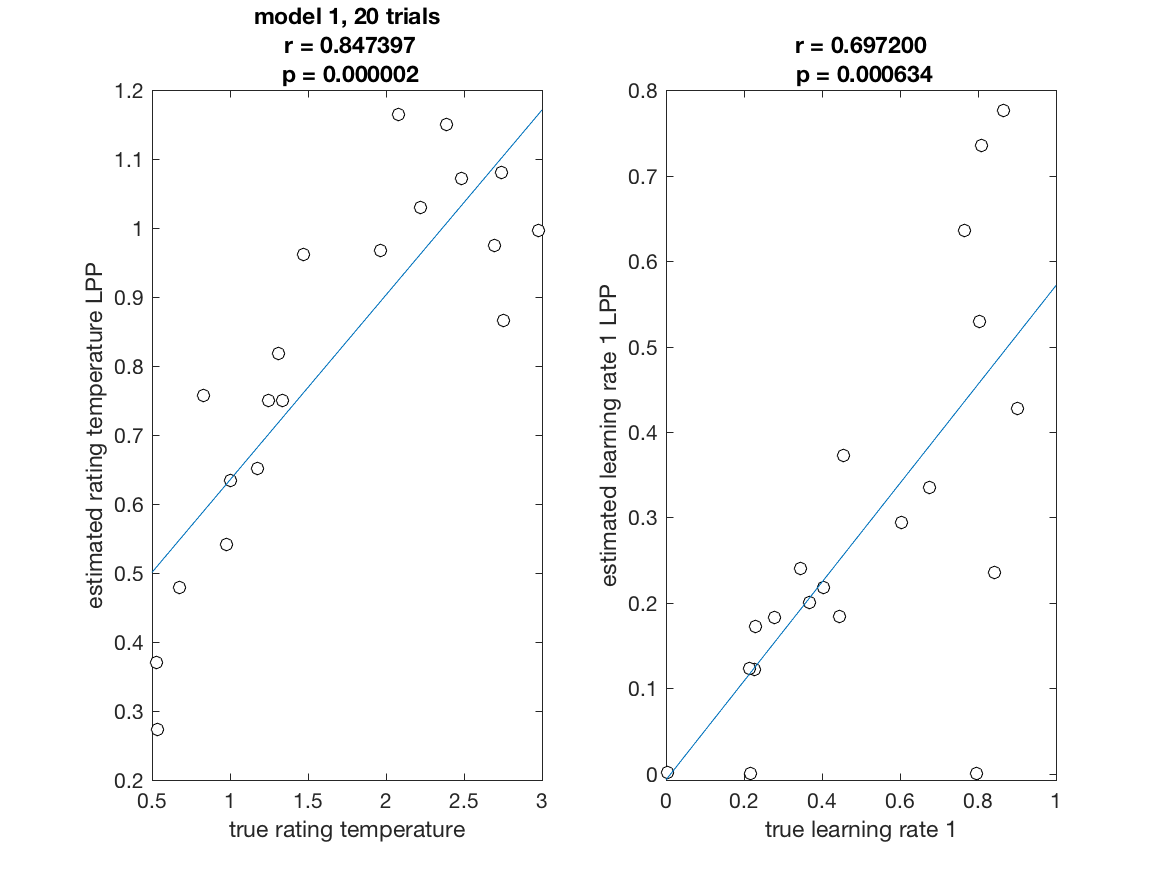 model 1, 20 trials
r = 0.847397
p = 0.000002
estimated rating temperature LPP
1.2
1.1
1
0.9
0.8
0.7
0.6
0.5
0.4
0.3
0.2
0.5 1 1.5 2 2.5 3
true rating temperature
r = 0.697200
p = 0.000634
estimated learning rate 1 LPP
0.8
0.7
0.6
0.5
0.4
0.3
0.2
0.1
0
0 0.2 0.4 0.6 0.8 1
true learning rate 1